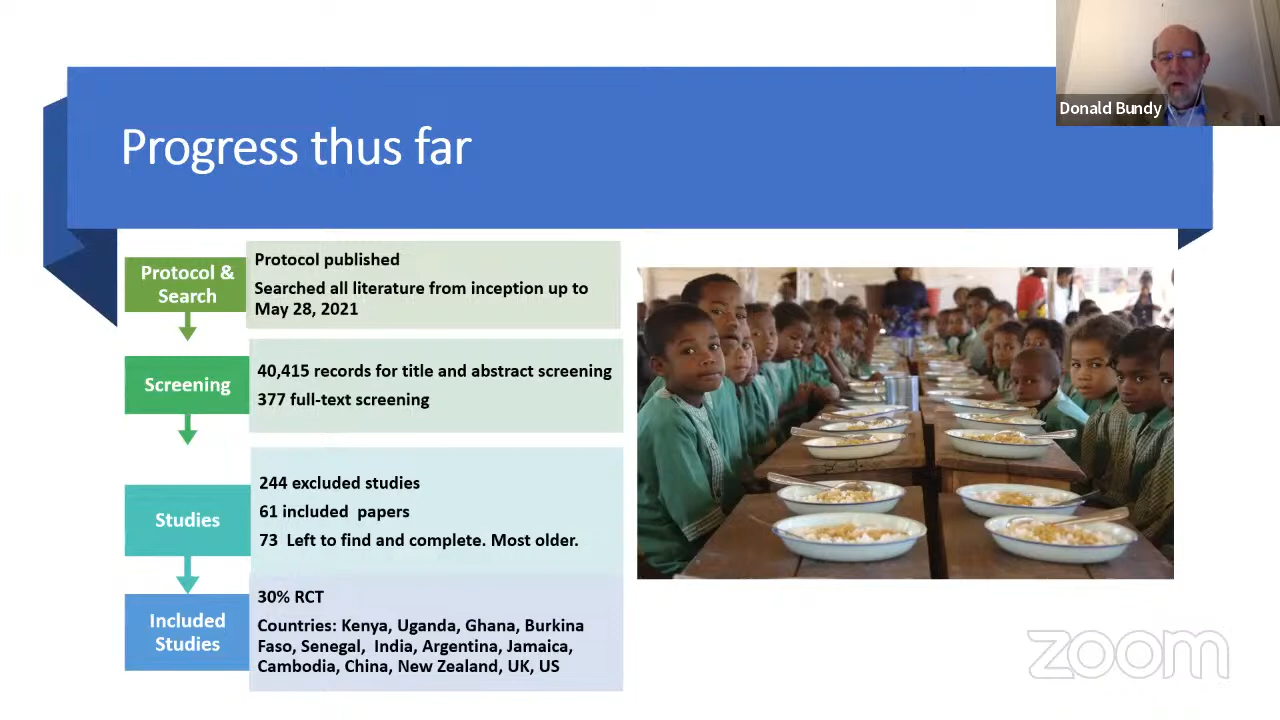 Donald Bundy
Progress thus far
Protocol &
Search
Protocol published
Searched all literature from inception up to
May 28, 2021
Screening
40,415 records for title and abstract screening
377 full-text screening
Studies
244 excluded studies
61 included  papers
73  Left to find and complete. Most older.
Included
Studies
30% RCT
Countries: Kenya, Uganda, Ghana, Burkina
Faso, Senegal,  India, Argentina, Jamaica,
Cambodia, China, New Zealand, UK, US
zoom